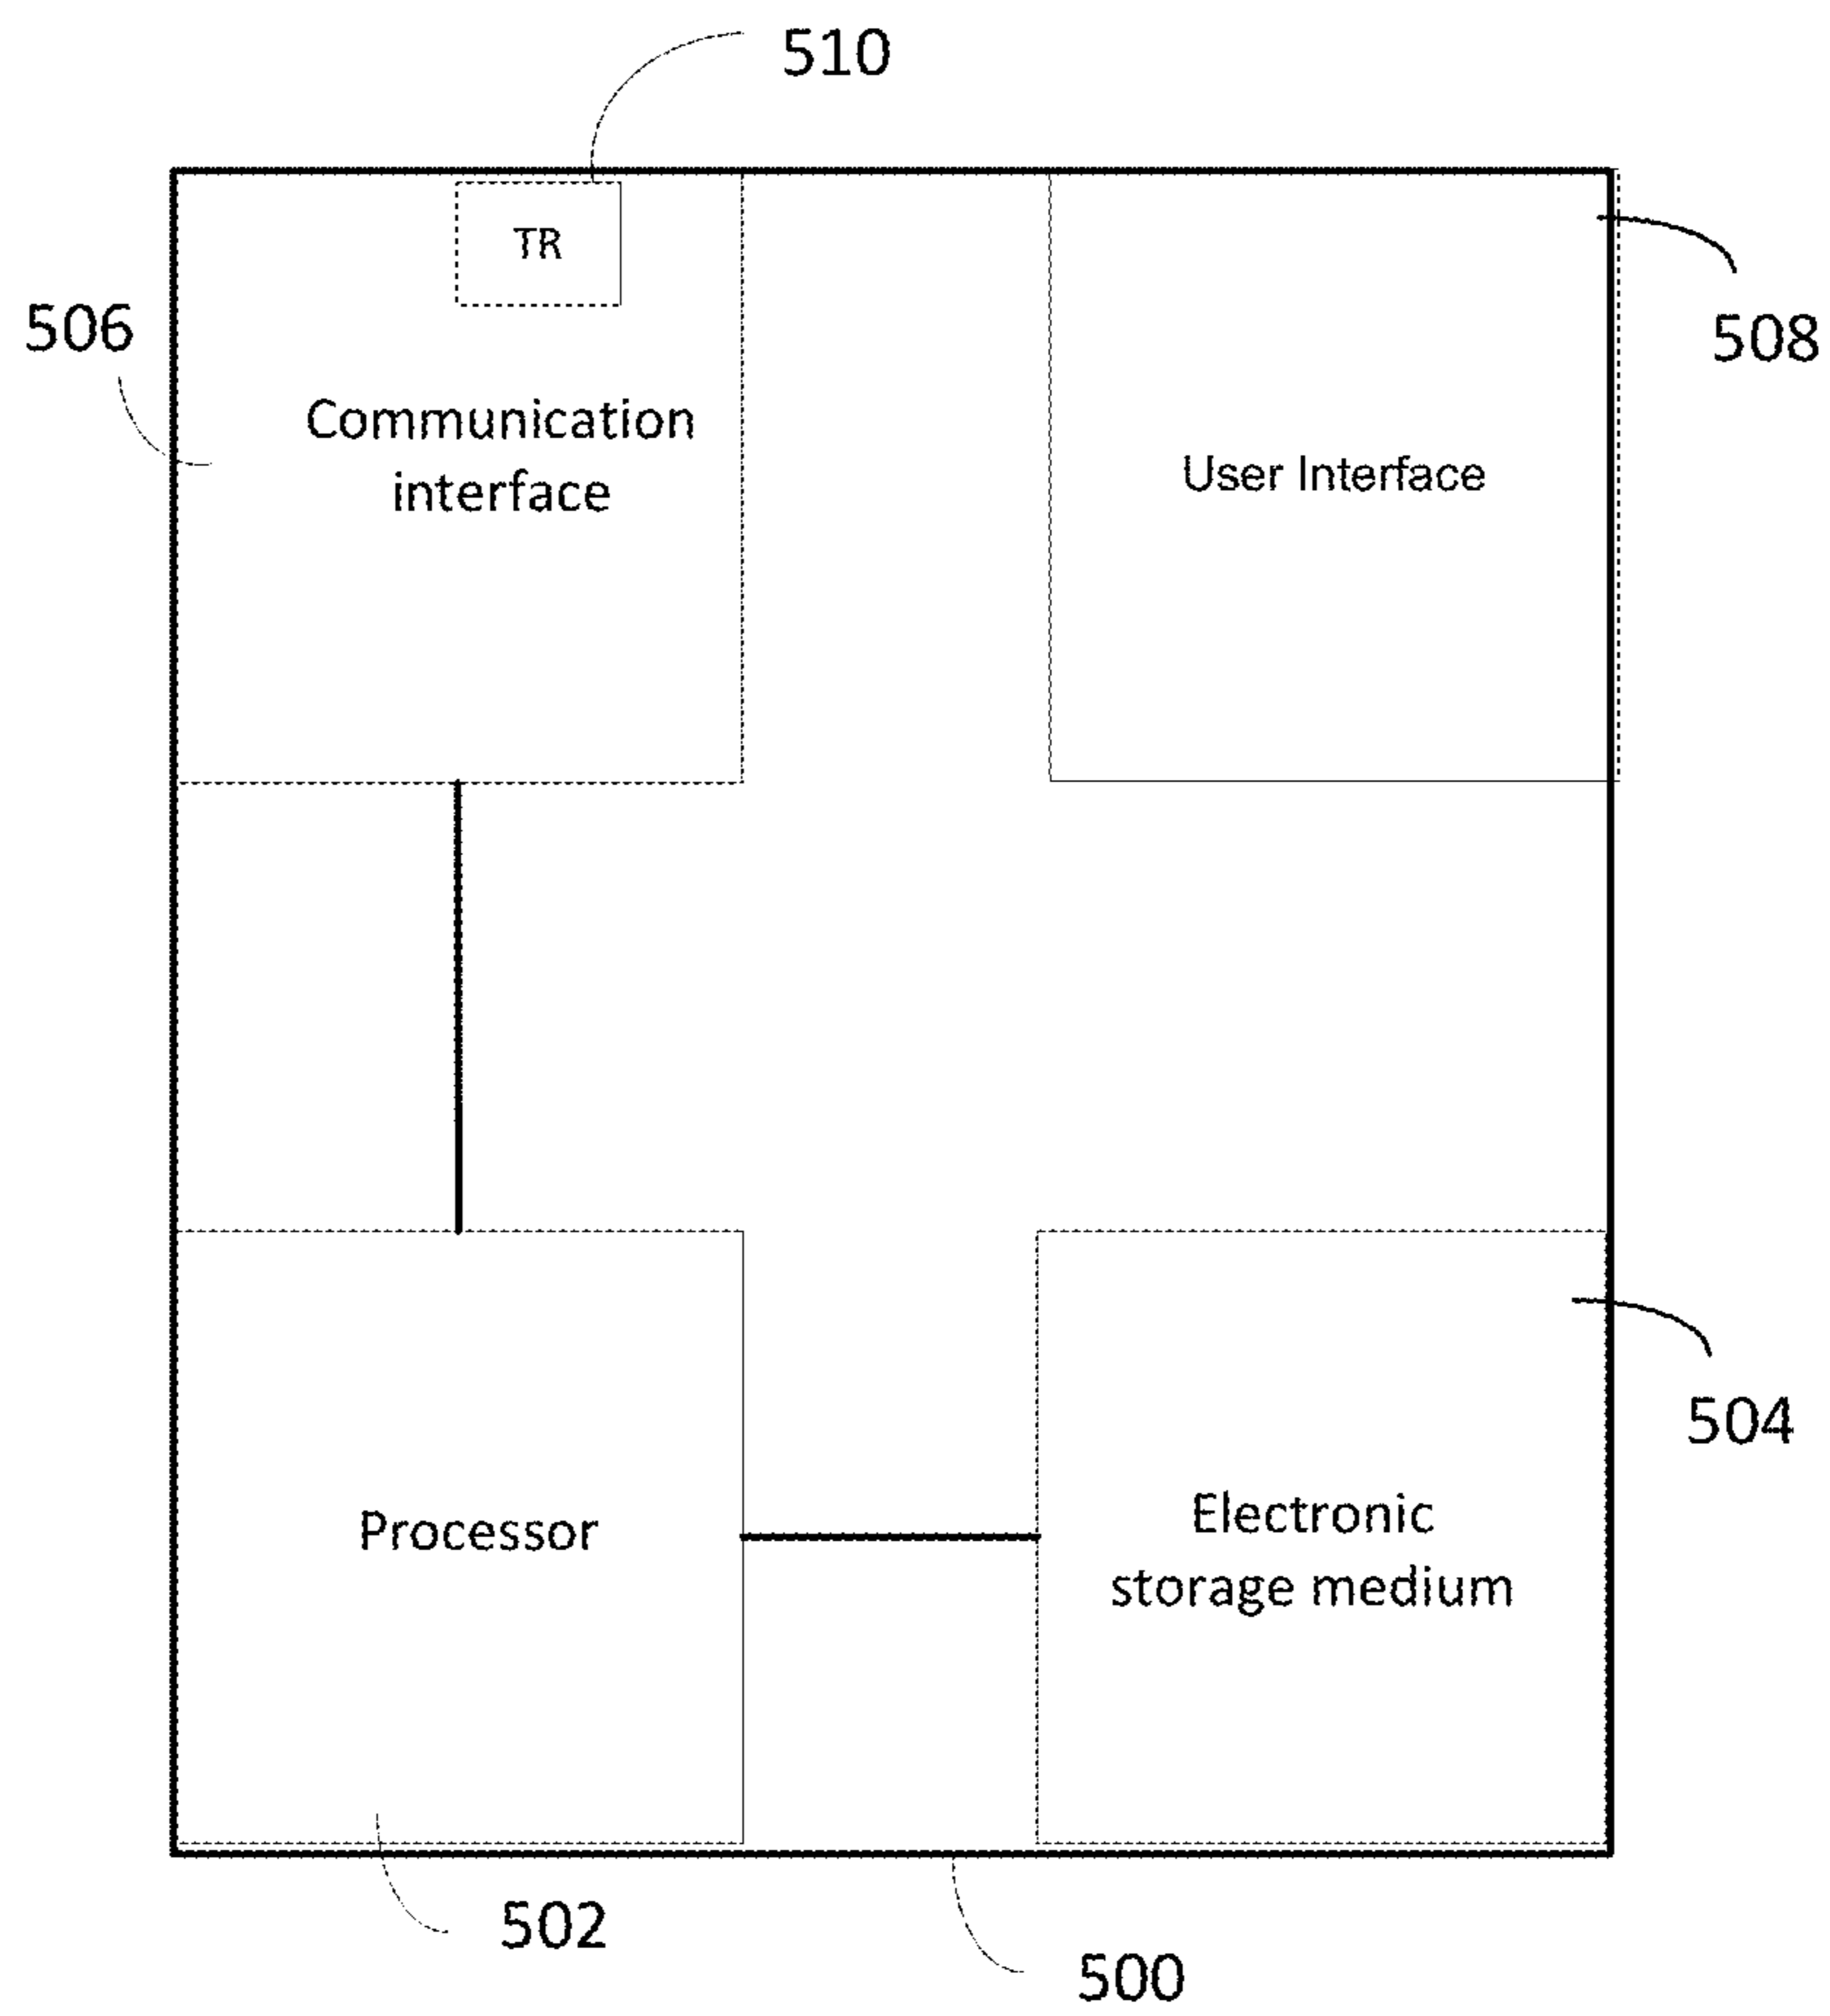 510
TR
506
Communication
interface
508
User Interface
504
Processor
Electronic
storage medium
502
500